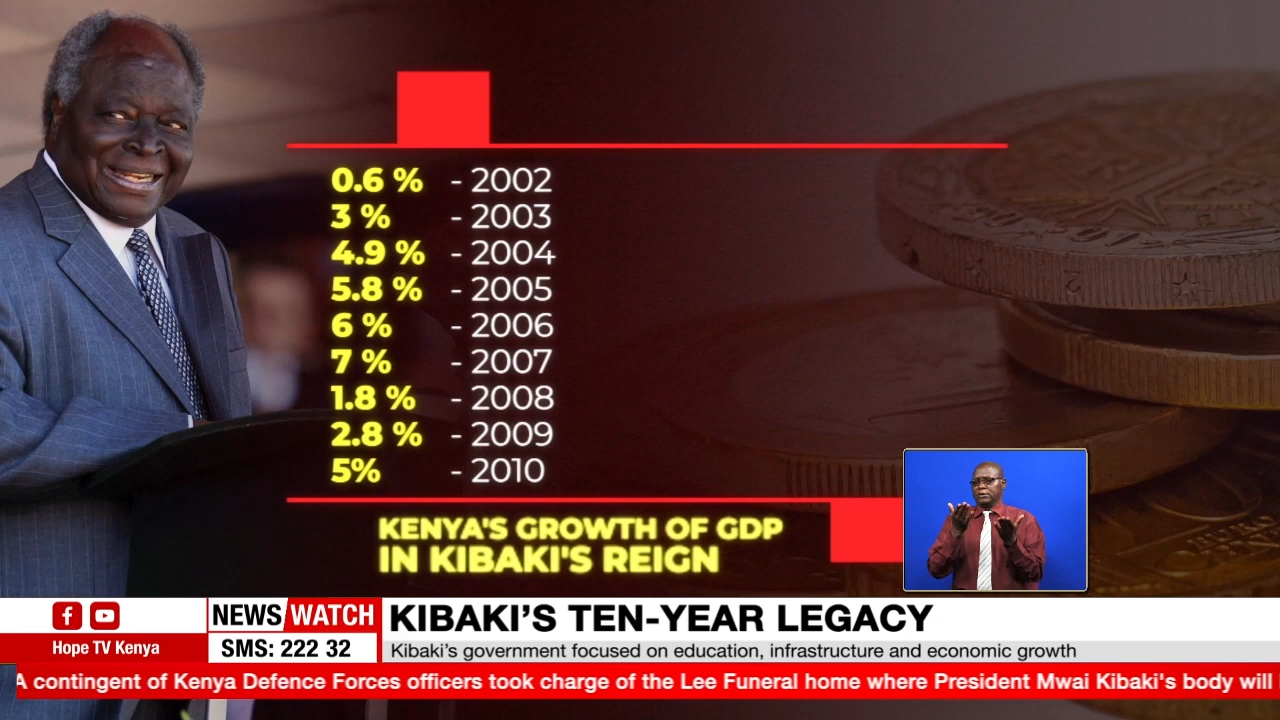 0.6 % - 2002
3 % - 2003
4.9 % - 2004
5.8 % - 2005
6 % - 2006
7 % - 2007
1.8 % - 2008
2.8 % - 2009
5% - 2010
KENYA'S GROWTH OF GDP
IN KIBAKI'S REIGN
Hope TV Kenya
NEWS WATCH
SMS: 222 32
KIBAKI'S TEN-YEAR LEGACY
Kibaki's government focused on education, infrastructure and economic growth
A contingent of Kenya Defence Forces officers took charge of the Lee Funeral home where President Mwai Kibaki's body will